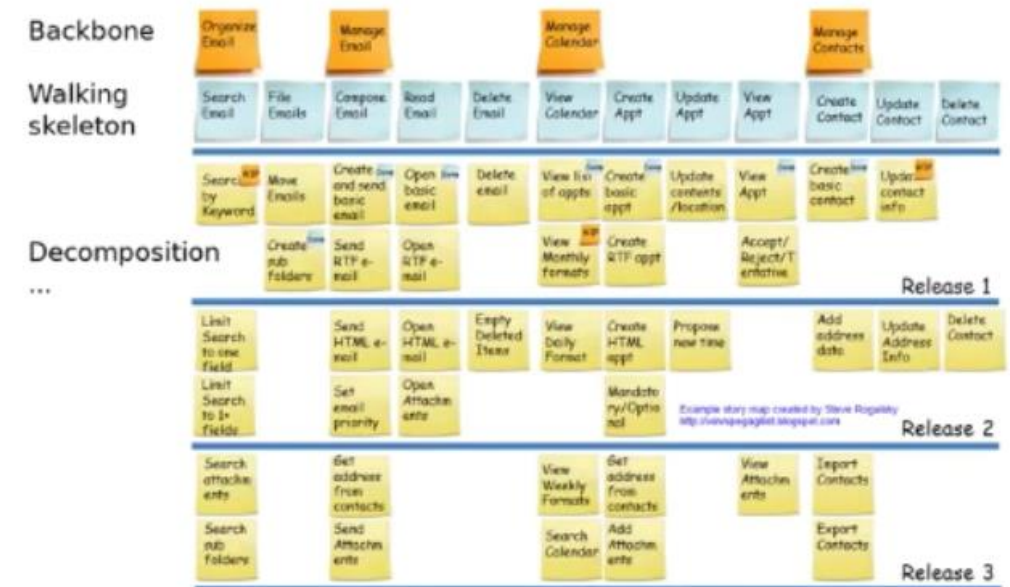 Backbone
Organize
Email
Manage
Email
Manage
Calendar
Manage
Contacts
Walking
skeleton
Search
Email
File
Emails
Compose
Email
Read
Email
Delete
Email
View
Calendar
Create
Appt
Update
Appt
View
Appt
Create
Contact
Update
Contact
Delete
Contact
Decomposition
...
by
Keyword
Move
Emails
Create
and send
basic
email
Open
basic
email
Delete
email
View list
of appts
Create
basic
appt
Update
contents
/location
View
Appt
Create
basic
contact
contact
info
Create
sub
folders
Send
RTF e-
mail
Open
RTF e-
mail
View
Monthly
formats
Create
RTF appt
Accept/
Reject/T
entative
Release 1
Limit
Search
to one
field
Send
HTML e-
mail
Open
HTML e-
mail
Empty
Deleted
Items
View
Daily
Format
Create
HTML
appt
Propose
new time
Add
address
data
Update
Address
Info
Delete
Contact
Limit
Search
to 1+
fields
Set
email
priority
Open
Attachm
ents
Mandato
ry/Optio
nal
Example story map created by Steve Rogalsky
Release 2
Search
attachm
ents
Get
address
from
contacts
View
Weekly
Formats
Get
address
from
contacts
View
Attachm
ents
Import
Contacts
Search
sub
folders
Send
Attachm
ents
Search
Calendar
Add
Attachm
ents
Export
Contacts
Release 3